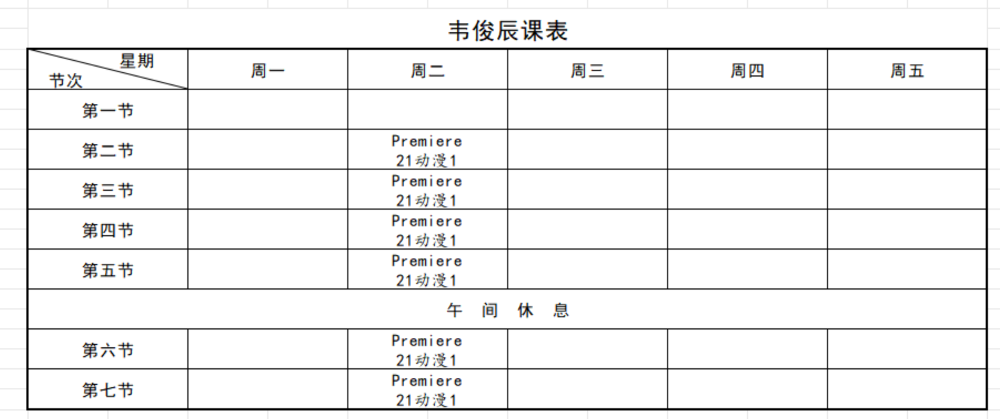 韦俊辰课表
星期
节次
周一
周二
周三
周四
周五
第一节
第二节
Premiere
21动漫1
第三节
Premiere
21动漫1
第四节
Premiere
21动漫1
第五节
Premiere
21动漫1
午 间 休 息
第六节
Premiere
21动漫1
第七节
Premiere
21动漫1